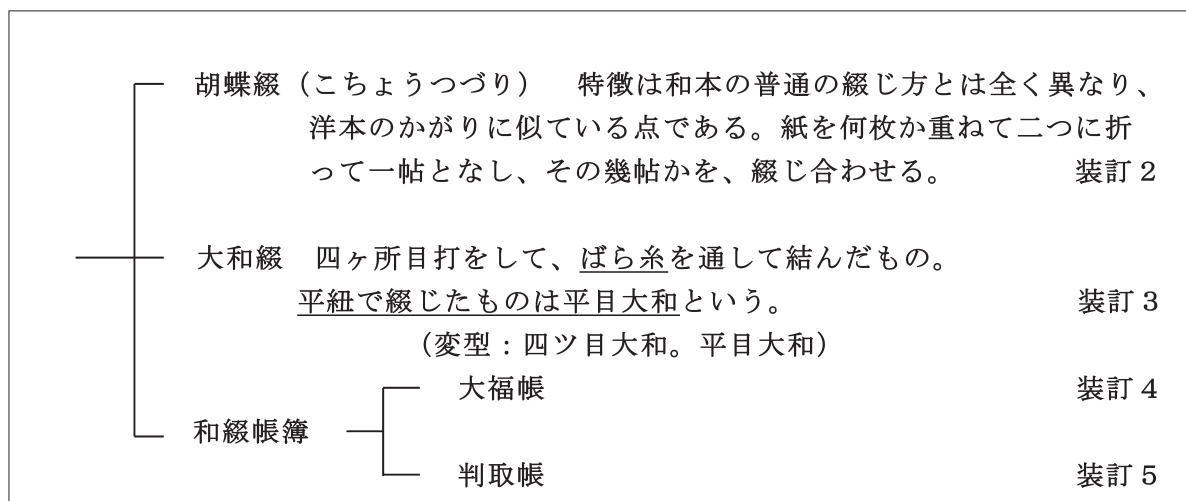 胡蝶綴（こちょうつづり）　特徴は和本の普通の綴じ方とは全く異なり、
洋本のかがりに似ている点である。紙を何枚か重ねて二つに折
って一帖となし、その幾帖かを、綴じ合わせる。　装訂２
大和綴　四ヶ所目打をして、ばら糸を通して結んだもの。
平紐で綴じたものは平目大和という。　装訂３
（変型：四ツ目大和。平目大和）
大福帳　装訂４
和綴帳簿
判取帳　装訂５